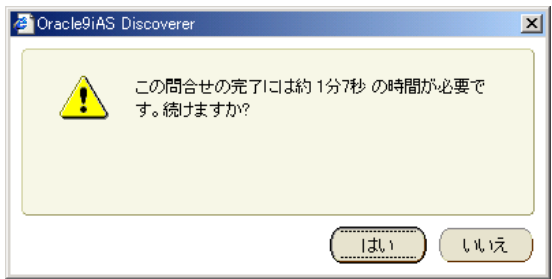 Oracle9iAS Discoverer
この問合せの完了には約 1分7秒 の時間が必要で
す。続けますか?
はい
いいえ